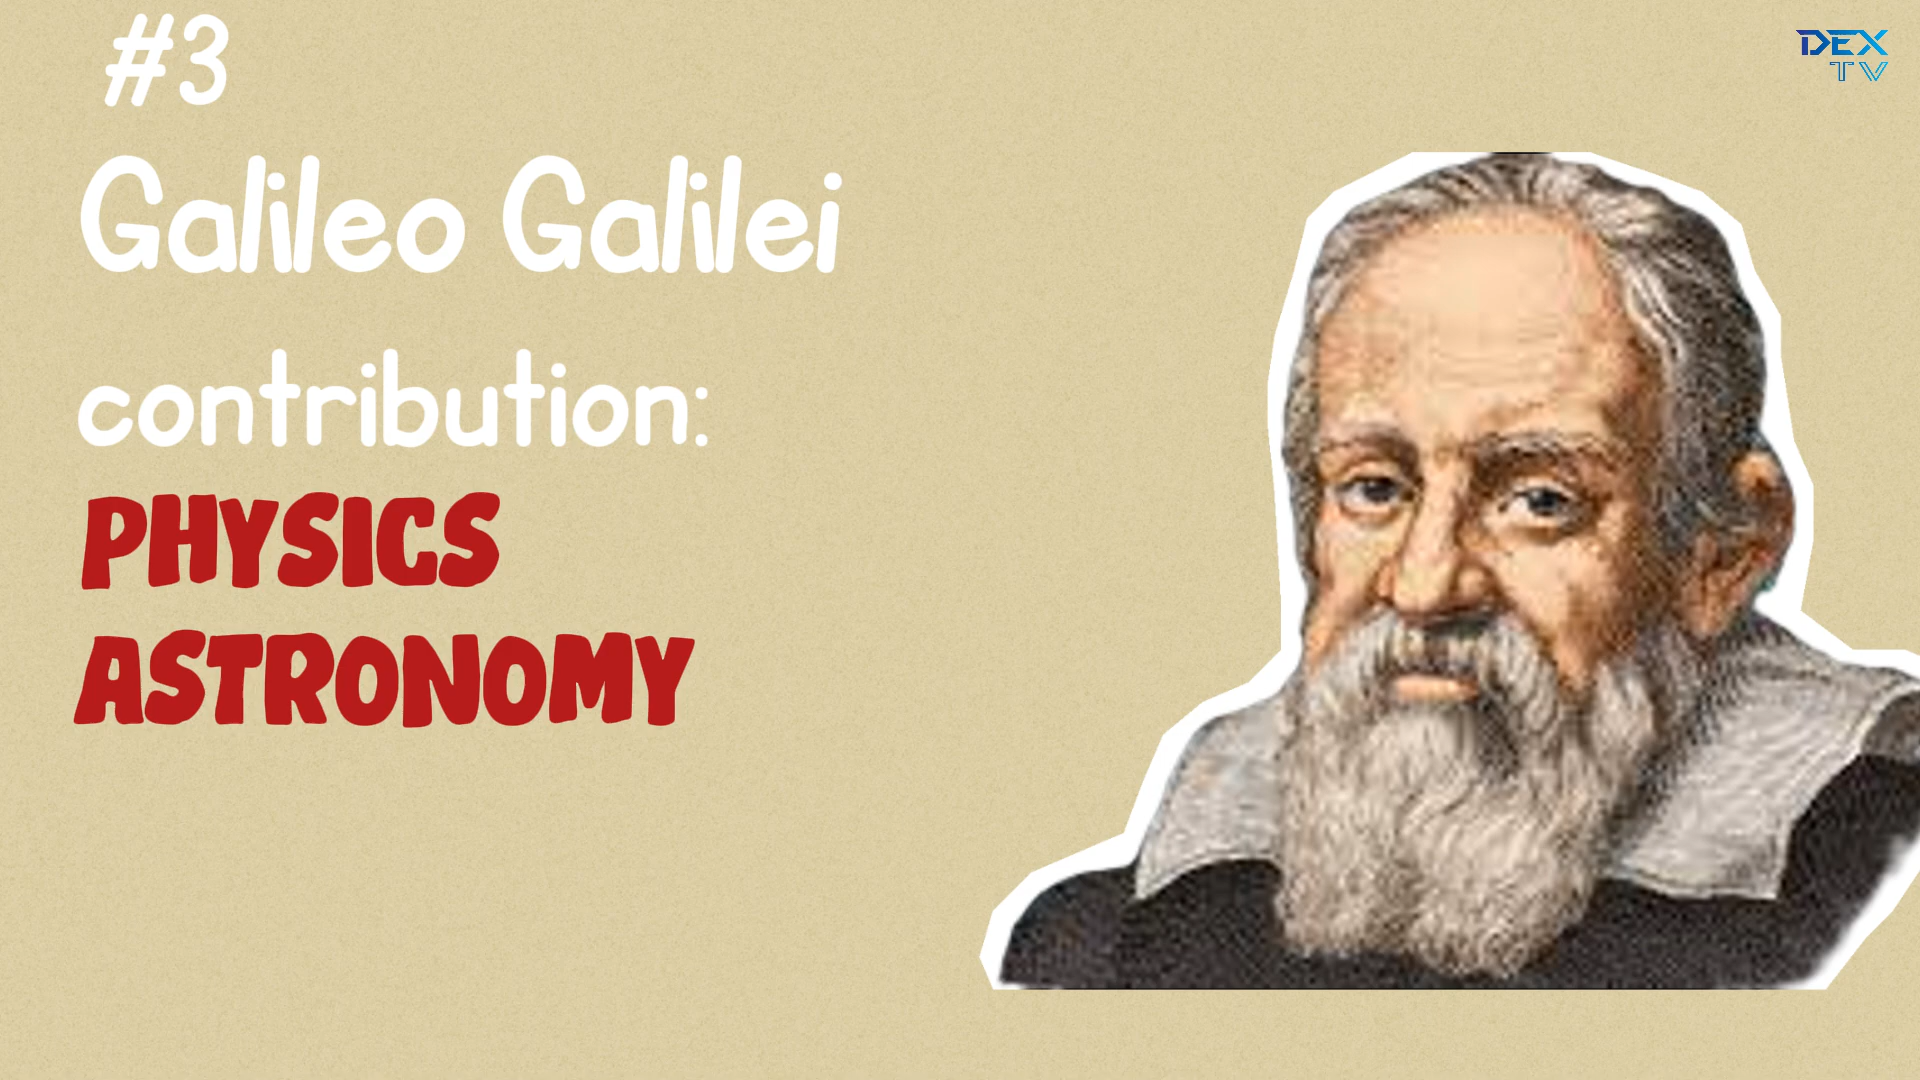 #3
DEX
TV
Galileo Galilei
contribution:
PHYSICS
ASTRONOMY